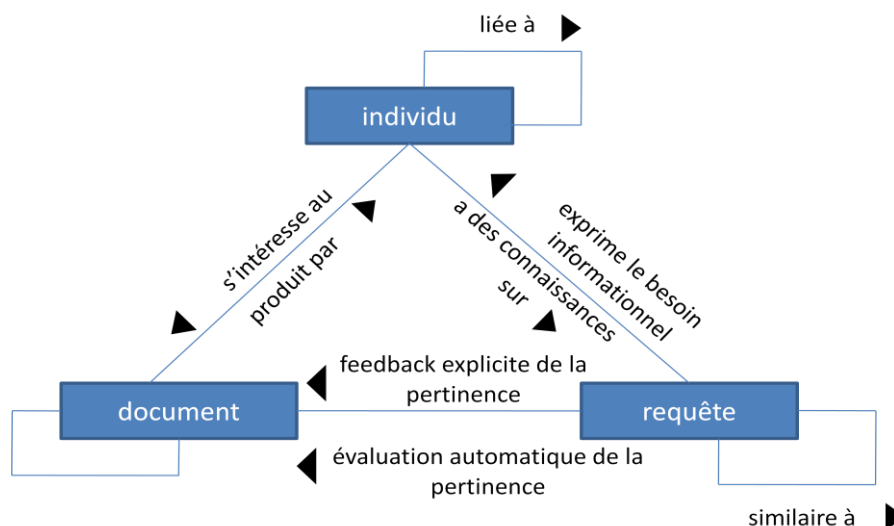 liée à
individu
s’intéresse au
produit par
exprime le besoin
informationnel
a des connaissances
sur
feedback explicite de la
pertinence
document
requête
évaluation automatique de la
pertinence
similaire à